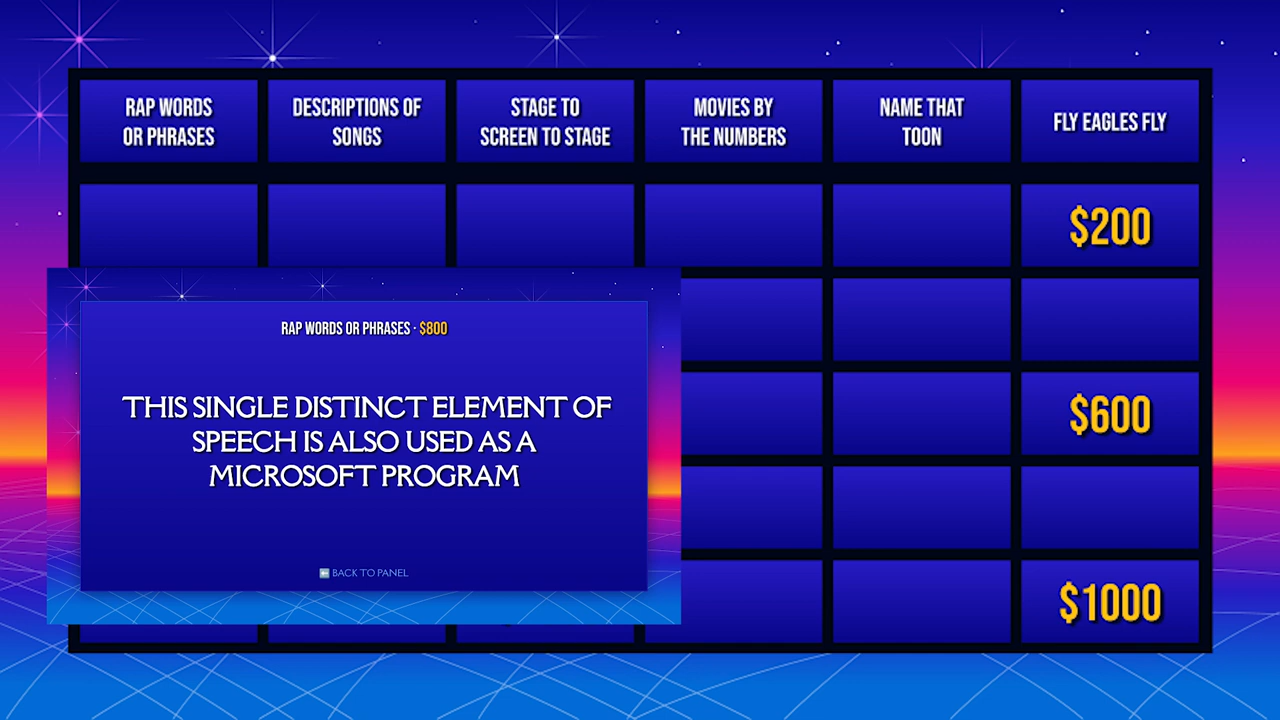 RAP WORDS
OR PHRASES
DESCRIPTIONS OF
SONGS
STAGE TO
SCREEN TO STAGE
MOVIES BY
THE NUMBERS
NAME THAT
TOON
FLY EAGLES FLY
$200
$600
$1000
RAP WORDS OR PHRASES · $800
THIS SINGLE DISTINCT ELEMENT OF
SPEECH IS ALSO USED AS A
MICROSOFT PROGRAM
BACK TO PANEL